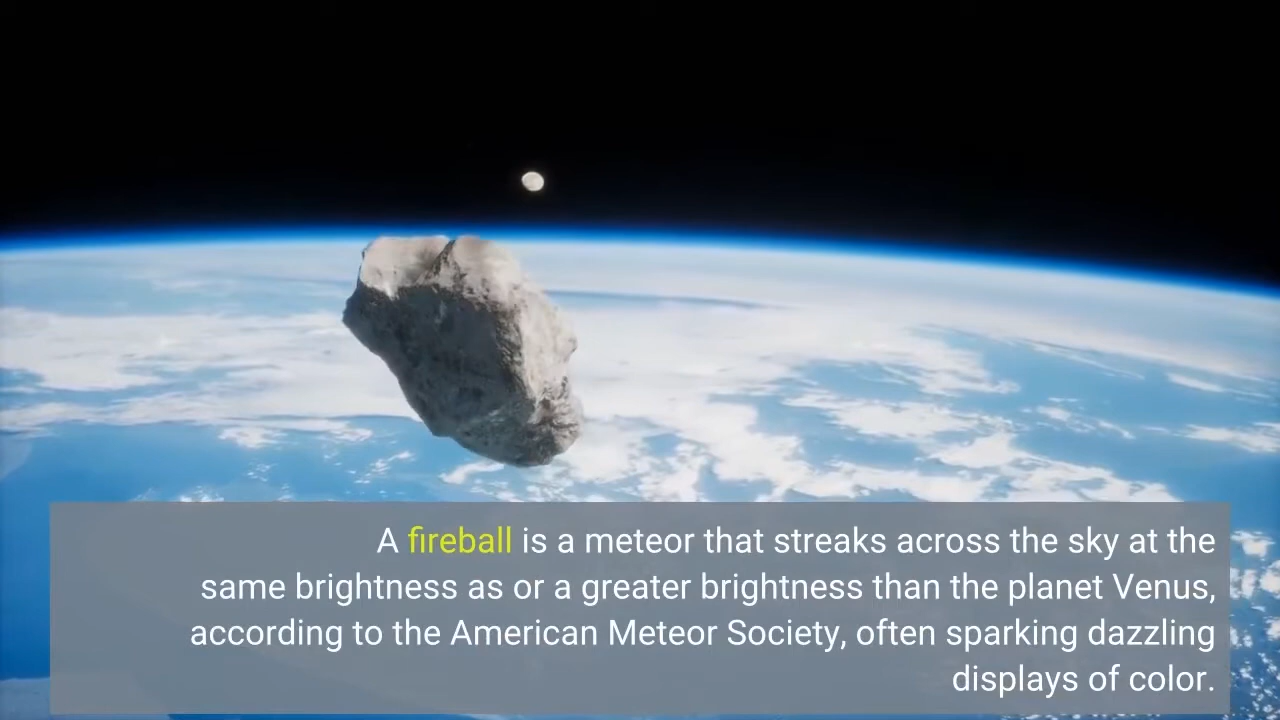 A fireball is a meteor that streaks across the sky at the
same brightness as or a greater brightness than the planet Venus,
according to the American Meteor Society, often sparking dazzling
displays of color.